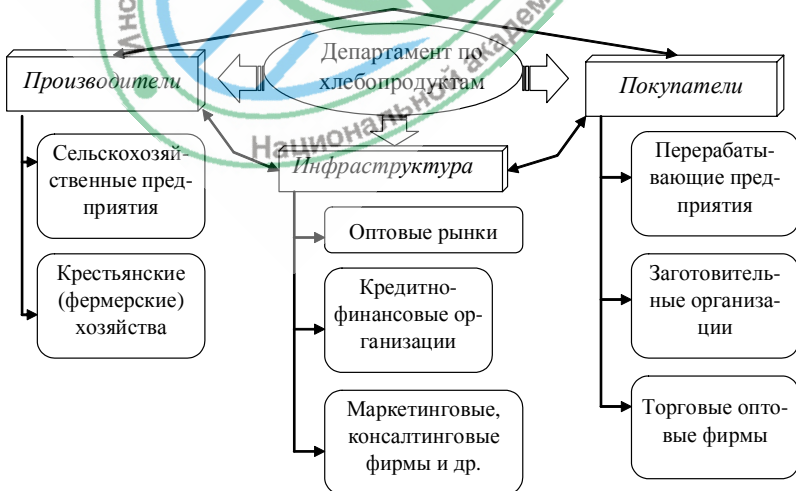 Департамент по
хлебопродуктам
Производители
Покупатели
Национальной академ
Инфраструктура
Сельскохозяй-
ственные пред-
приятия
Крестьянские
(фермерские)
хозяйства
Оптовые рынки
Кредитно-
финансовые ор-
ганизации
Маркетинговые,
консалтинговые
фирмы и др.
Перерабаты-
вающие пред-
приятия
Заготовитель-
ные организа-
ции
Торговые опто-
вые фирмы